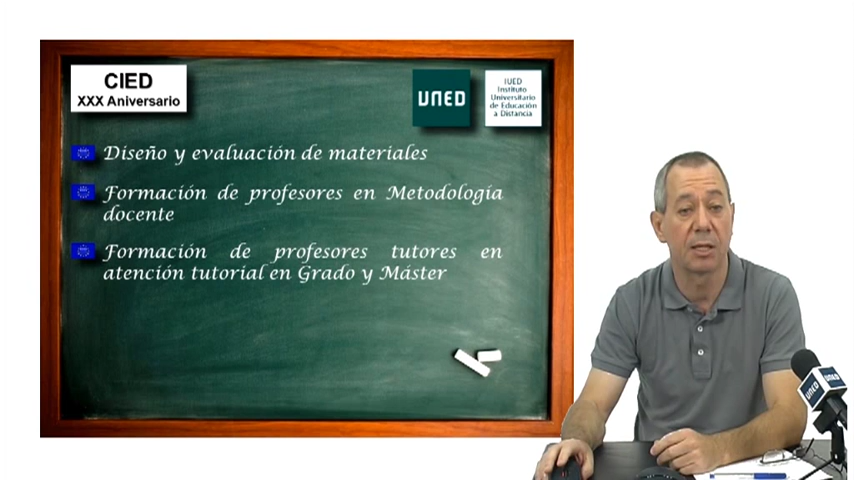 CIED
XXX Aniversario
UNED
IUED
Instituto
Universitario
de Educación
a Distancia
Diseño y evaluación de materiales
Formación de profesores en Metodología
docente
Formación de profesores tutores en
atención tutorial en Grado y Máster
UNED
UNED